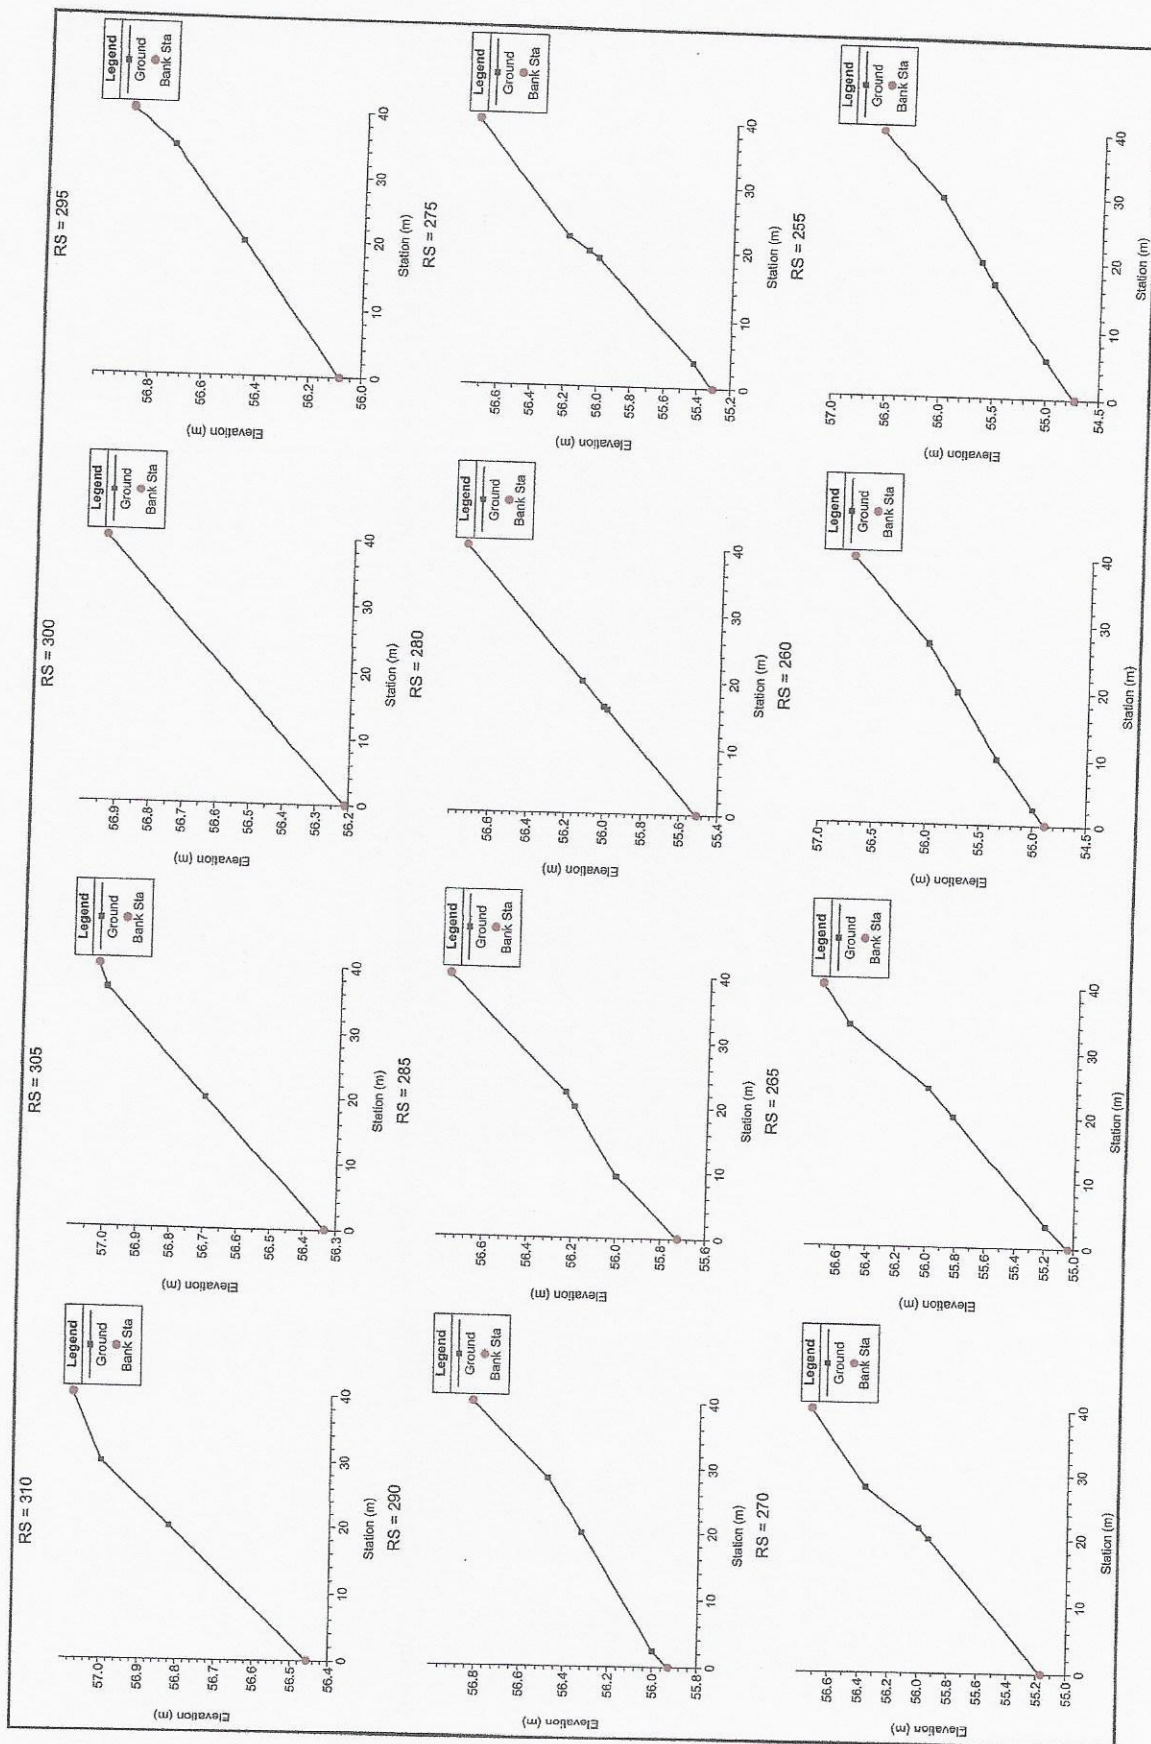 RS = 310
Elevation (m)
57.0
56.9
56.8
56.7
56.6
56.5
56.4
0 10 20 30 40
Station (m)
Legend
Ground
Bank Sta
RS = 305
Elevation (m)
57.0
56.9
56.8
56.7
56.6
56.5
56.4
56.3
0 10 20 30 40
Station (m)
Legend
Ground
Bank Sta
RS = 300
Elevation (m)
56.9
56.8
56.7
56.6
56.5
56.4
56.3
56.2
0 10 20 30 40
Station (m)
Legend
Ground
Bank Sta
RS = 295
Elevation (m)
56.8
56.6
56.4
56.2
56.0
0 10 20 30 40
Station (m)
Legend
Ground
Bank Sta
RS = 290
Elevation (m)
56.8
56.6
56.4
56.2
56.0
55.8
0 10 20 30 40
Station (m)
Legend
Ground
Bank Sta
RS = 285
Elevation (m)
56.6
56.4
56.2
56.0
55.8
55.6
0 10 20 30 40
Station (m)
Legend
Ground
Bank Sta
RS = 280
Elevation (m)
56.6
56.4
56.2
56.0
55.8
55.6
55.4
0 10 20 30 40
Station (m)
Legend
Ground
Bank Sta
RS = 275
Elevation (m)
56.6
56.4
56.2
56.0
55.8
55.6
55.4
55.2
0 10 20 30 40
Station (m)
Legend
Ground
Bank Sta
RS = 270
Elevation (m)
56.6
56.4
56.2
56.0
55.8
55.6
55.4
55.2
55.0
0 10 20 30 40
Station (m)
Legend
Ground
Bank Sta
RS = 265
Elevation (m)
56.6
56.4
56.2
56.0
55.8
55.6
55.4
55.2
55.0
0 10 20 30 40
Station (m)
Legend
Ground
Bank Sta
RS = 260
Elevation (m)
57.0
56.5
56.0
55.5
55.0
54.5
0 10 20 30 40
Station (m)
Legend
Ground
Bank Sta
RS = 255
Elevation (m)
57.0
56.5
56.0
55.5
55.0
54.5
0 10 20 30 40
Station (m)
Legend
Ground
Bank Sta